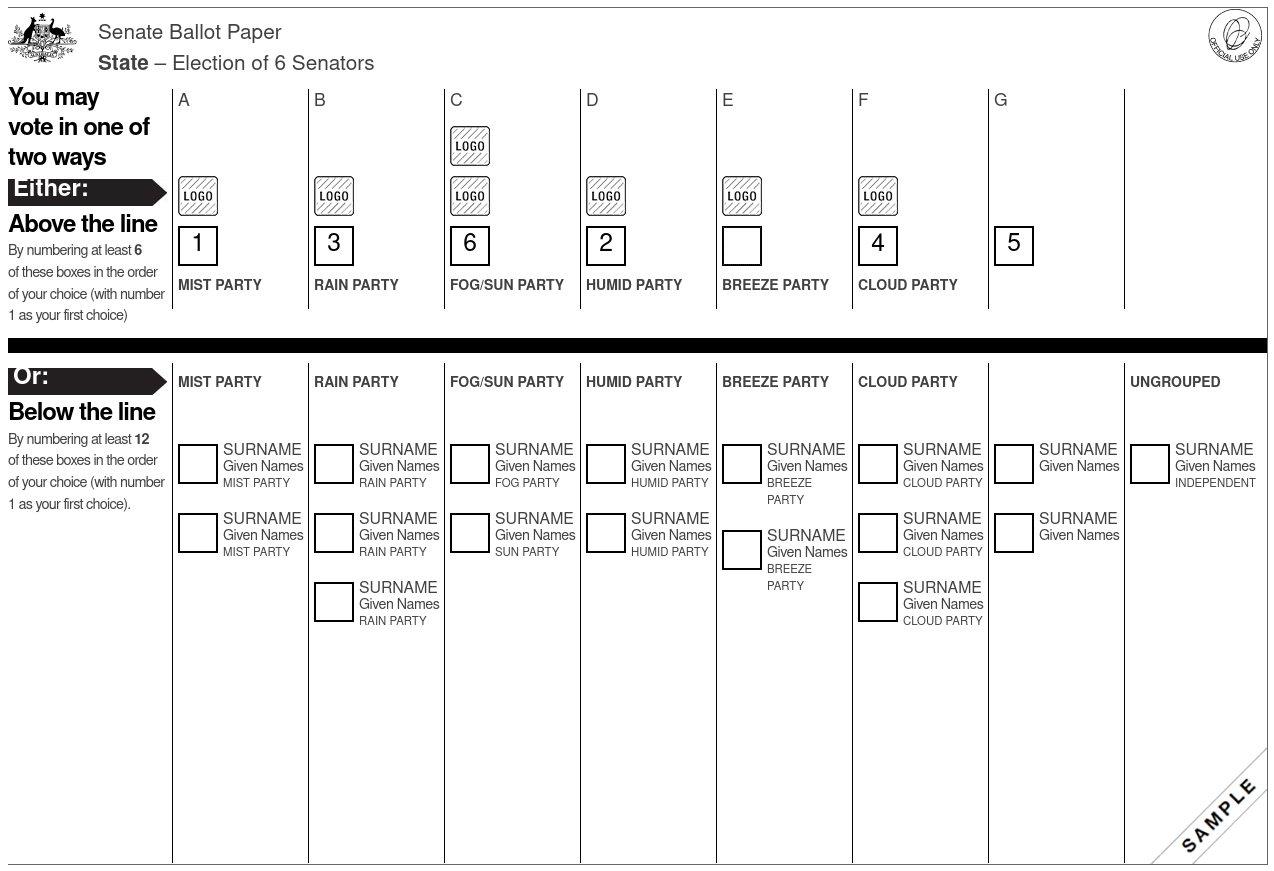 Senate Ballot Paper
State – Election of 6 Senators
OFFICIAL USE ONLY
You may
vote in one of
two ways
Either:
Above the line
By numbering at least 6
of these boxes in the order
of your choice (with number
1 as your first choice)
A
LOGO
1
MIST PARTY
B
LOGO
3
RAIN PARTY
C
LOGO
LOGO
6
FOG/SUN PARTY
D
LOGO
2
HUMID PARTY
E
LOGO
BREEZE PARTY
F
LOGO
4
CLOUD PARTY
G
5
Or:
Below the line
By numbering at least 12
of these boxes in the order
of your choice (with number
1 as your first choice).
MIST PARTY
SURNAME
Given Names
MIST PARTY
SURNAME
Given Names
MIST PARTY
RAIN PARTY
SURNAME
Given Names
RAIN PARTY
SURNAME
Given Names
RAIN PARTY
SURNAME
Given Names
RAIN PARTY
FOG/SUN PARTY
SURNAME
Given Names
FOG PARTY
SURNAME
Given Names
SUN PARTY
HUMID PARTY
SURNAME
Given Names
HUMID PARTY
SURNAME
Given Names
HUMID PARTY
BREEZE PARTY
SURNAME
Given Names
BREEZE
PARTY
SURNAME
Given Names
BREEZE
PARTY
CLOUD PARTY
SURNAME
Given Names
CLOUD PARTY
SURNAME
Given Names
CLOUD PARTY
SURNAME
Given Names
CLOUD PARTY
SURNAME
Given Names
SURNAME
Given Names
UNGROUPED
SURNAME
Given Names
INDEPENDENT
SAMPLE